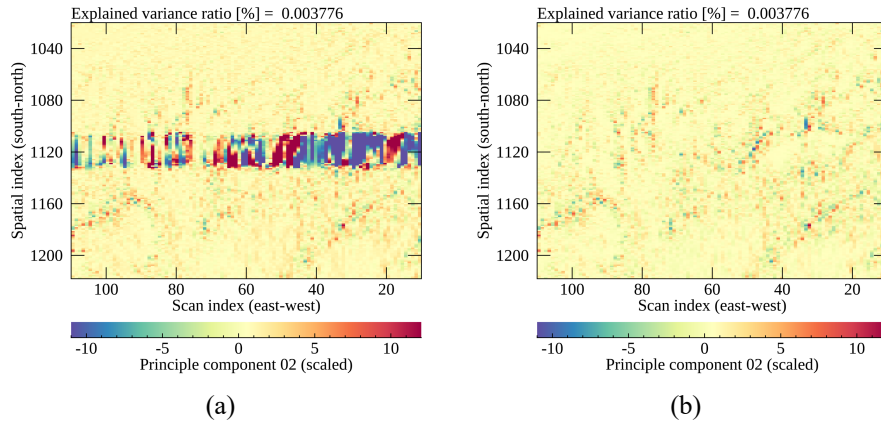 Explained variance ratio [%] = 0.003776
1040
1080
1120
1160
1200
Spatial index (south-north)
100 80 60 40 20
Scan index (east-west)
-10 -5 0 5 10
Principle component 02 (scaled)
(a)
Explained variance ratio [%] = 0.003776
1040
1080
1120
1160
1200
Spatial index (south-north)
100 80 60 40 20
Scan index (east-west)
-10 -5 0 5 10
Principle component 02 (scaled)
(b)